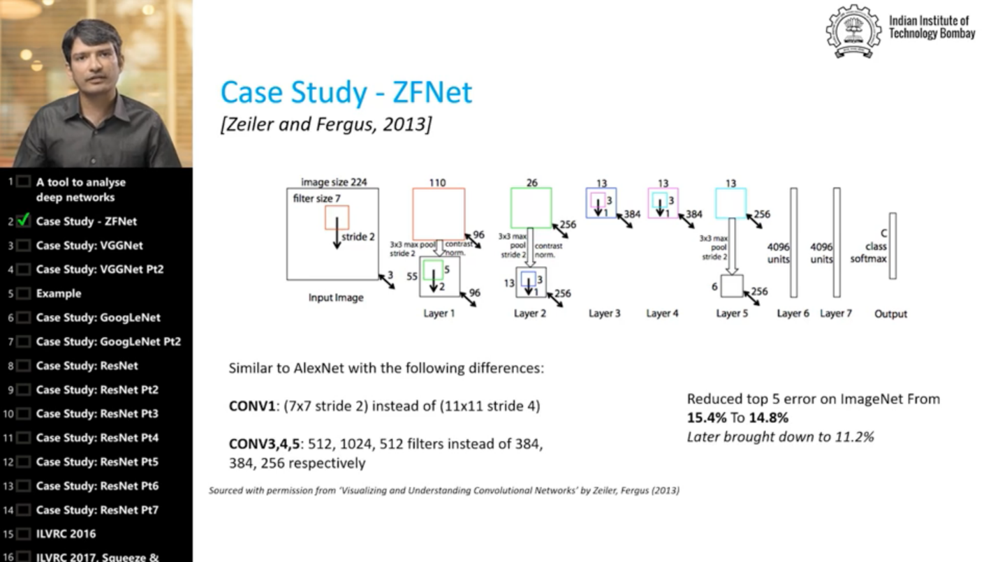 Indian Institute of
Technology Bombay
Case Study - ZFNet
[Zeiler and Fergus, 2013]
1 A tool to analyse
deep networks
2 Case Study - ZFNet
3 Case Study: VGGNet
4 Case Study: VGGNet Pt2
5 Example
6 Case Study: GoogLeNet
7 Case Study: GoogLeNet Pt2
8 Case Study: ResNet
9 Case Study: ResNet Pt2
10 Case Study: ResNet Pt3
11 Case Study: ResNet Pt4
12 Case Study: ResNet Pt5
13 Case Study: ResNet Pt6
14 Case Study: ResNet Pt7
15 ILVRC 2016
16 ILVRC 2017, Squeeze &
image size 224
filter size 7
stride 2
3
Input Image
110
96
3x3 max pool
stride 2
contrast
norm.
55
5
2
96
Layer 1
26
256
3x3 max
pool
stride 2
contrast
norm.
13
3
1
256
Layer 2
13
3
1
384
Layer 3
13
3
1
384
Layer 4
13
256
3x3 max
pool
stride 2
6
256
Layer 5
4096
units
Layer 6
4096
units
Layer 7
C
class
softmax
Output
Similar to AlexNet with the following differences:
CONV1: (7x7 stride 2) instead of (11x11 stride 4)
CONV3,4,5: 512, 1024, 512 filters instead of 384,
384, 256 respectively
Reduced top 5 error on ImageNet From
15.4% To 14.8%
Later brought down to 11.2%
Sourced with permission from ‘Visualizing and Understanding Convolutional Networks’ by Zeiler, Fergus (2013)